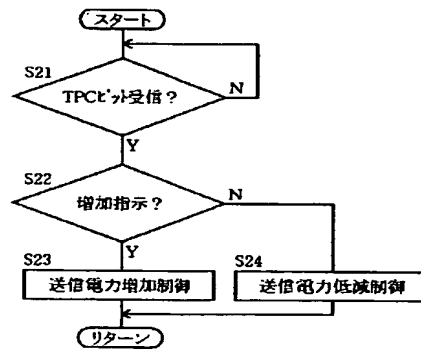 スタート
S21
TPCビット受信?
N
Y
S22
増加指示?
N
Y
S23
送信電力増加制御
S24
送信電力低減制御
リターン